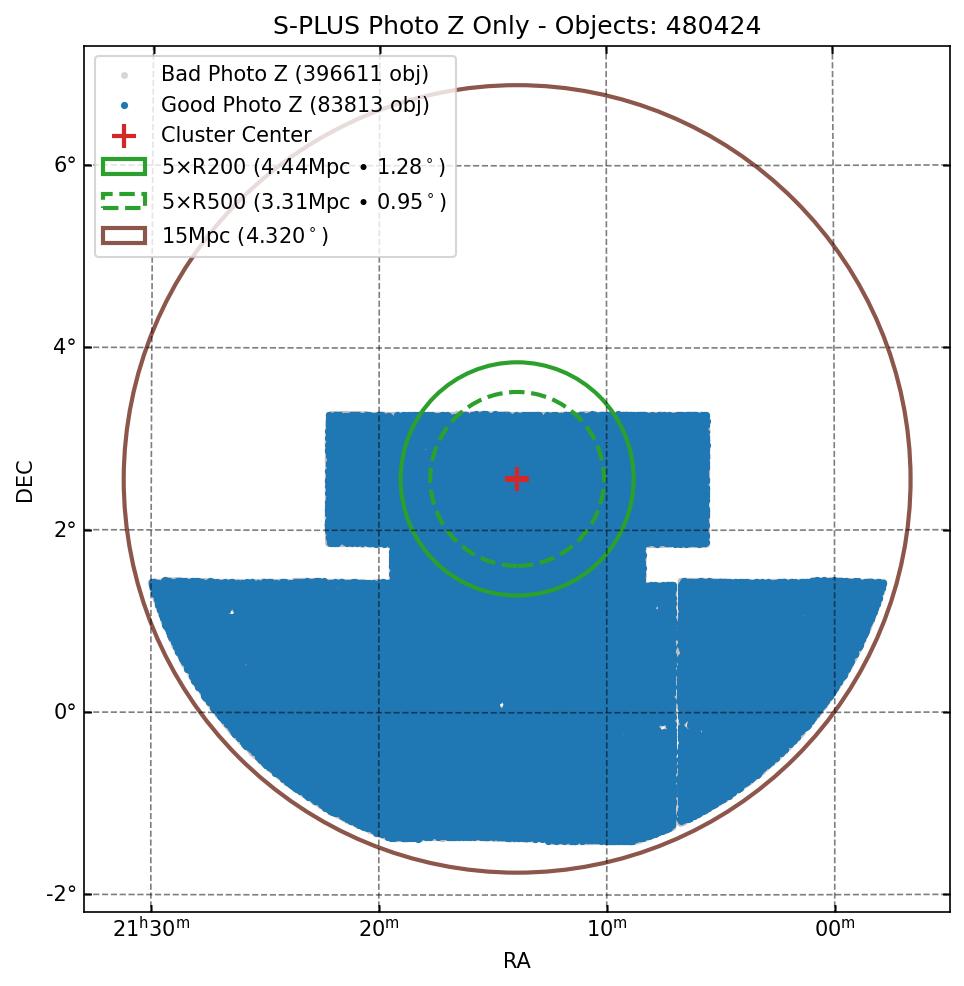 S-PLUS Photo Z Only - Objects: 480424
Bad Photo Z (396611 obj)
Good Photo Z (83813 obj)
Cluster Center
5×R200 (4.44Mpc • 1.28°)
5×R500 (3.31Mpc • 0.95°)
15Mpc (4.320°)
6°
4°
2°
0°
-2°
DEC
21ʰ30ᵐ 20ᵐ 10ᵐ 00ᵐ
RA